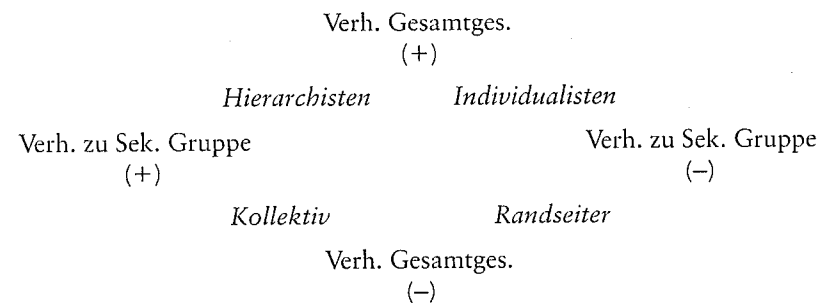 Verh. Gesamtges.
(+)
Hierarchisten Individualisten
Verh. zu Sek. Gruppe Verh. zu Sek. Gruppe
(+) (–)
Kollektiv Randseiter
Verh. Gesamtges.
(–)